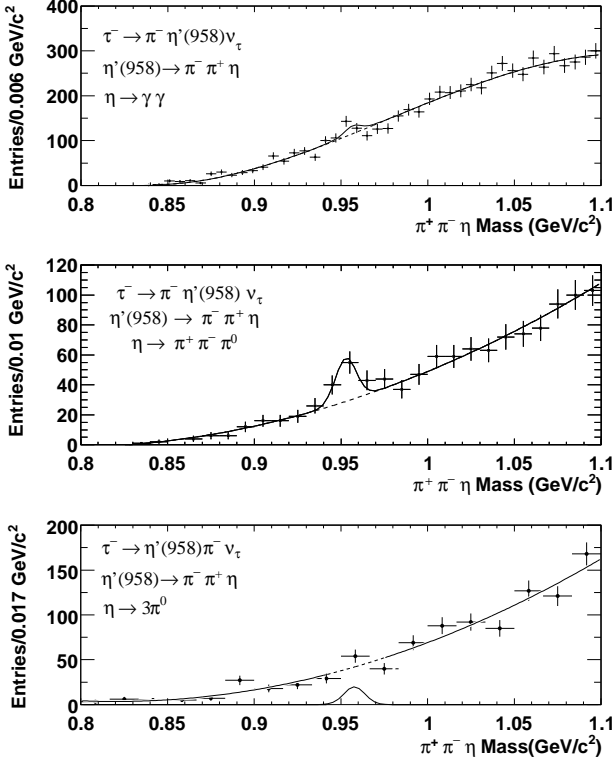 Entries/0.006 GeV/c²
400
300
200
100
0
τ⁻ → π⁻ η’(958)ν_τ
η’(958)→ π⁻ π⁺ η
η → γ γ
0.8 0.85 0.9 0.95 1 1.05 1.1
π⁺ π⁻ η Mass (GeV/c²)
Entries/0.01 GeV/c²
120
100
80
60
40
20
0
τ⁻ → π⁻ η’(958) ν_τ
η’(958) → π⁻ π⁺ η
η → π⁺ π⁻ π⁰
0.8 0.85 0.9 0.95 1 1.05 1.1
π⁺ π⁻ η Mass (GeV/c²)
Entries/0.017 GeV/c²
200
150
100
50
0
τ⁻ → η’(958)π⁻ ν_τ
η’(958)→ π⁻ π⁺ η
η → 3π⁰
0.8 0.85 0.9 0.95 1 1.05 1.1
π⁺ π⁻ η Mass(GeV/c²)